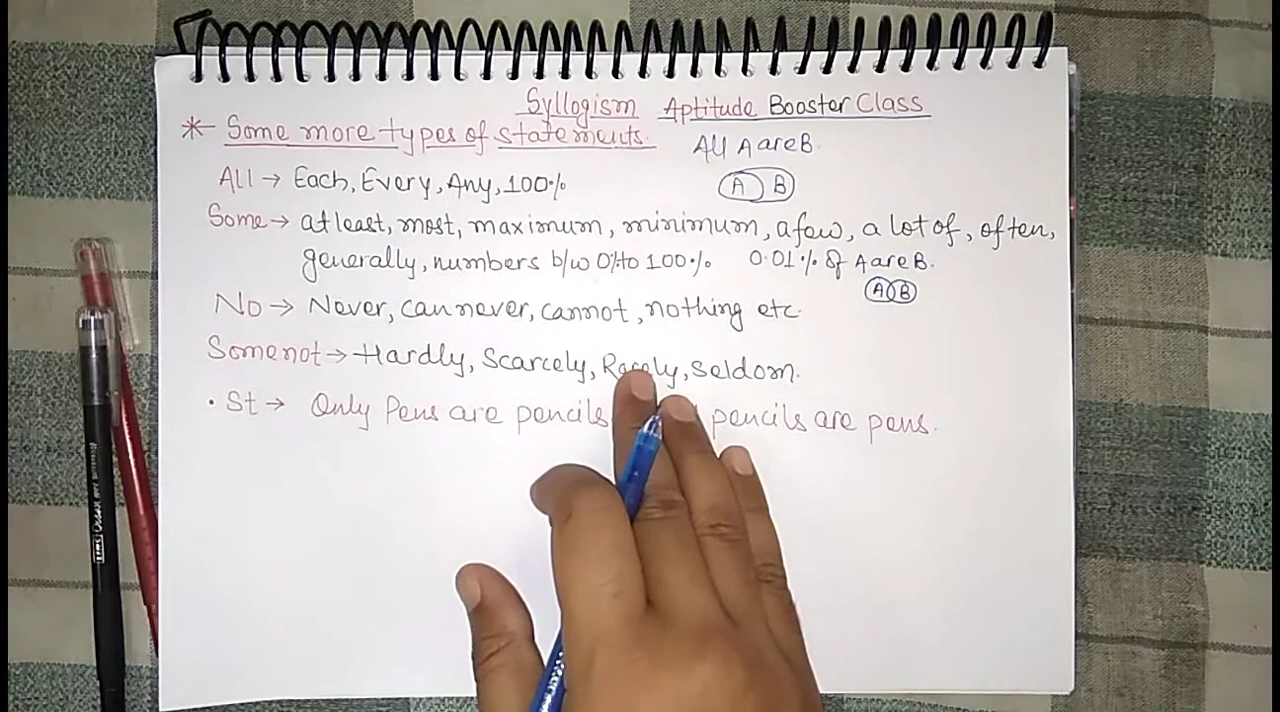 Syllogism Aptitude Booster Class
* Some more types of statements.
All A are B.
All → Each, Every, Any, 100%
A B
Some → at least, most, maximum, minimum, a few, a lot of, often,
generally, numbers b/w 0% to 100%
0.01% of A are B.
A B
No → Never, can never, cannot, nothing etc.
Some not → Hardly, Scarcely, Rarely, Seldom.
• St → Only Pens are pencils pencils are pens.